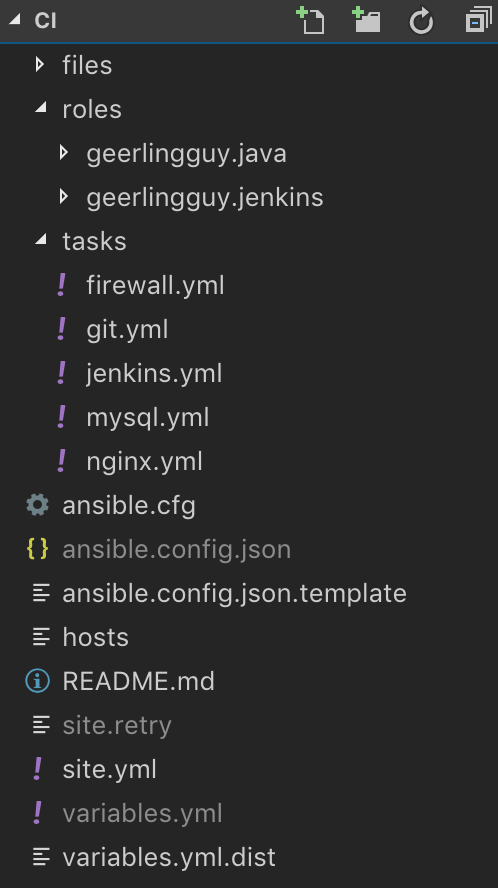 CI
files
roles
geerlingguy.java
geerlingguy.jenkins
tasks
firewall.yml
git.yml
jenkins.yml
mysql.yml
nginx.yml
ansible.cfg
ansible.config.json
ansible.config.json.template
hosts
README.md
site.retry
site.yml
variables.yml
variables.yml.dist